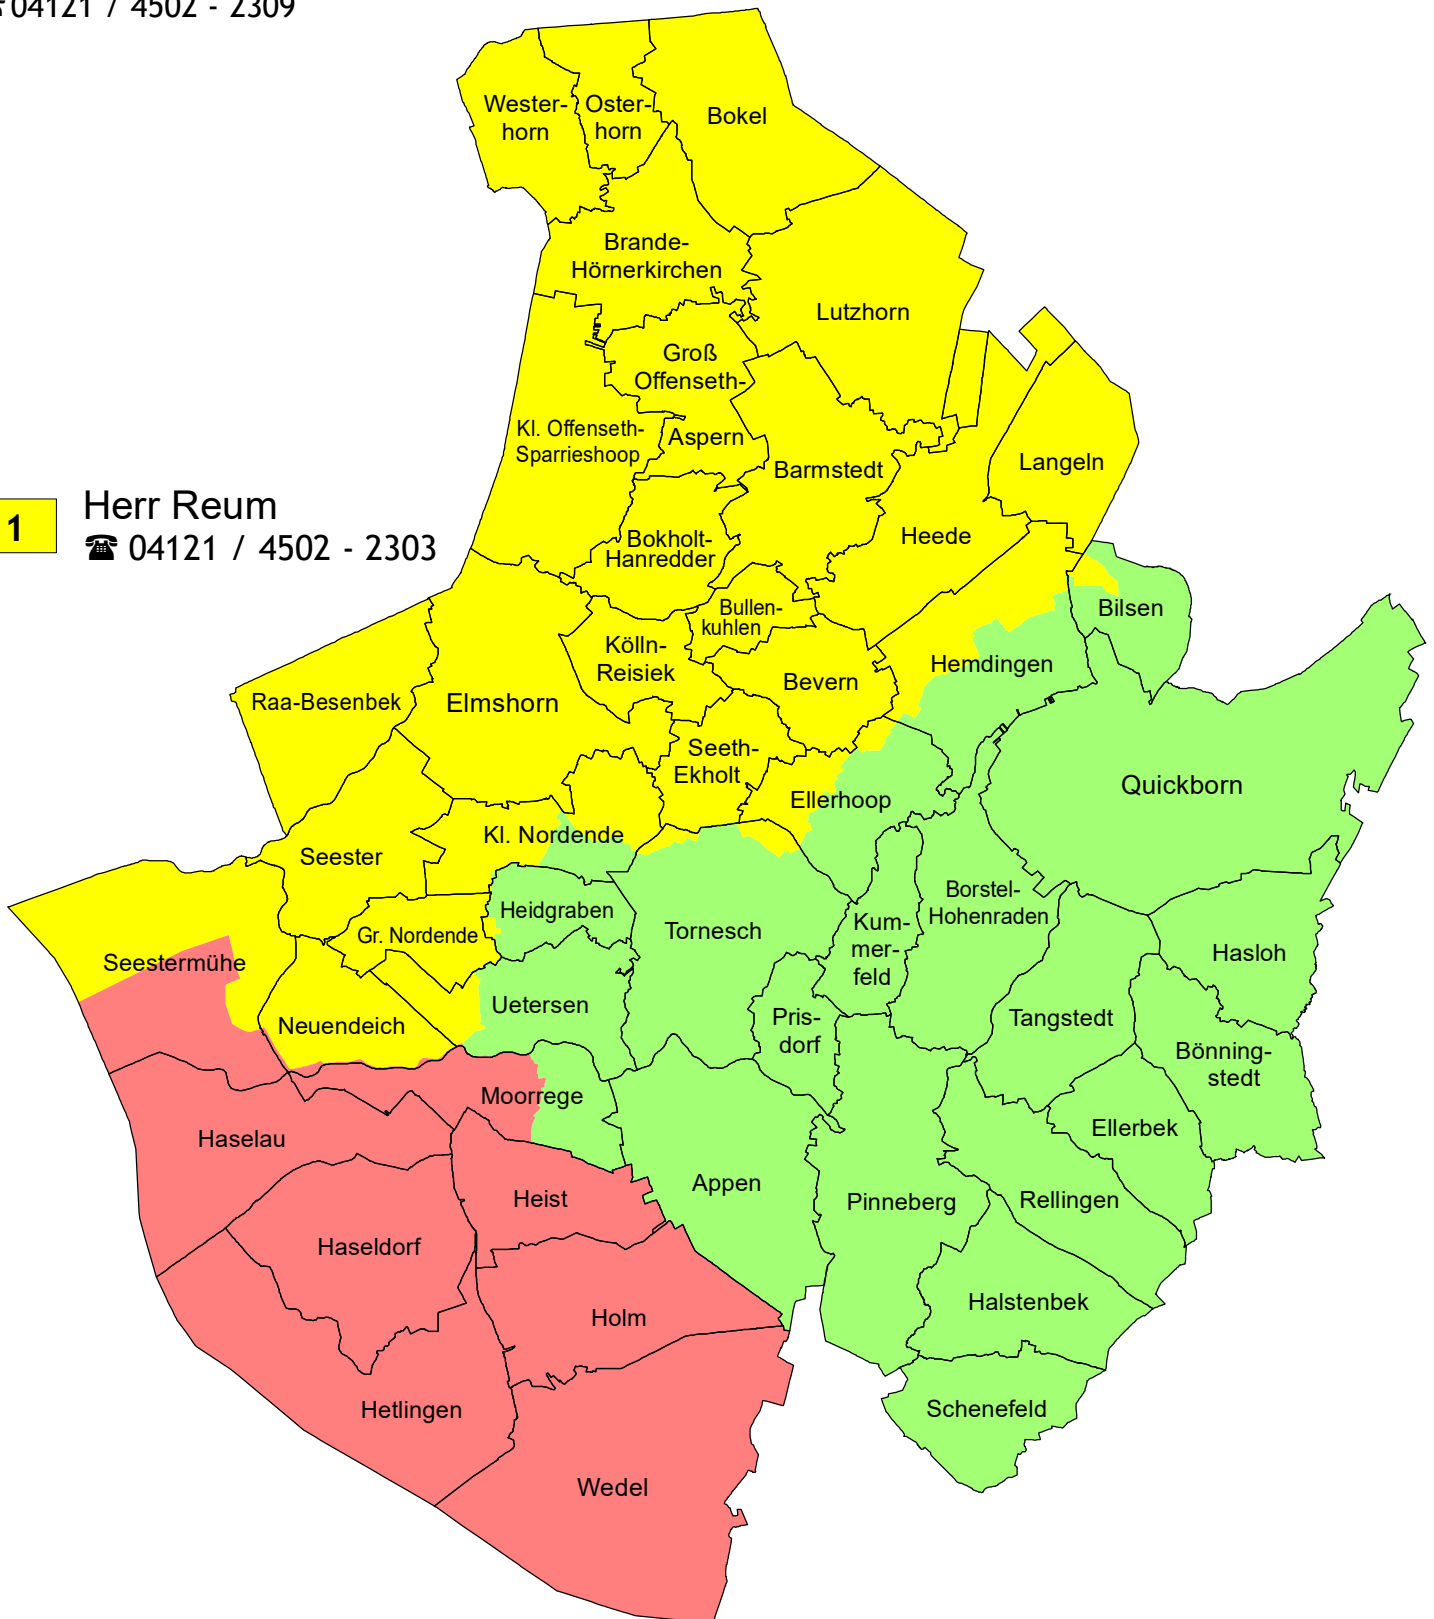 ☎04121 / 4502 - 2309
Wester-
horn
Oster-
horn
Bokel
Brande-
Hörnerkirchen
Lutzhorn
Groß
Offenseth-
Aspern
Kl. Offenseth-
Sparrieshoop
Barmstedt
Langeln
1
Herr Reum
☎ 04121 / 4502 - 2303
Bokholt-
Hanredder
Heede
Bullen-
kuhlen
Bilsen
Kölln-
Reisiek
Hemdingen
Bevern
Raa-Besenbek
Elmshorn
Seeth-
Ekholt
Quickborn
Ellerhoop
Kl. Nordende
Seester
Heidgraben
Borstel-
Hohenraden
Tornesch
Kum-
mer-
feld
Gr. Nordende
Hasloh
Seestermühe
Uetersen
Neuendeich
Pris-
dorf
Tangstedt
Bönning-
stedt
Moorrege
Haselau
Ellerbek
Appen
Heist
Pinneberg
Rellingen
Haseldorf
Holm
Halstenbek
Hetlingen
Schenefeld
Wedel